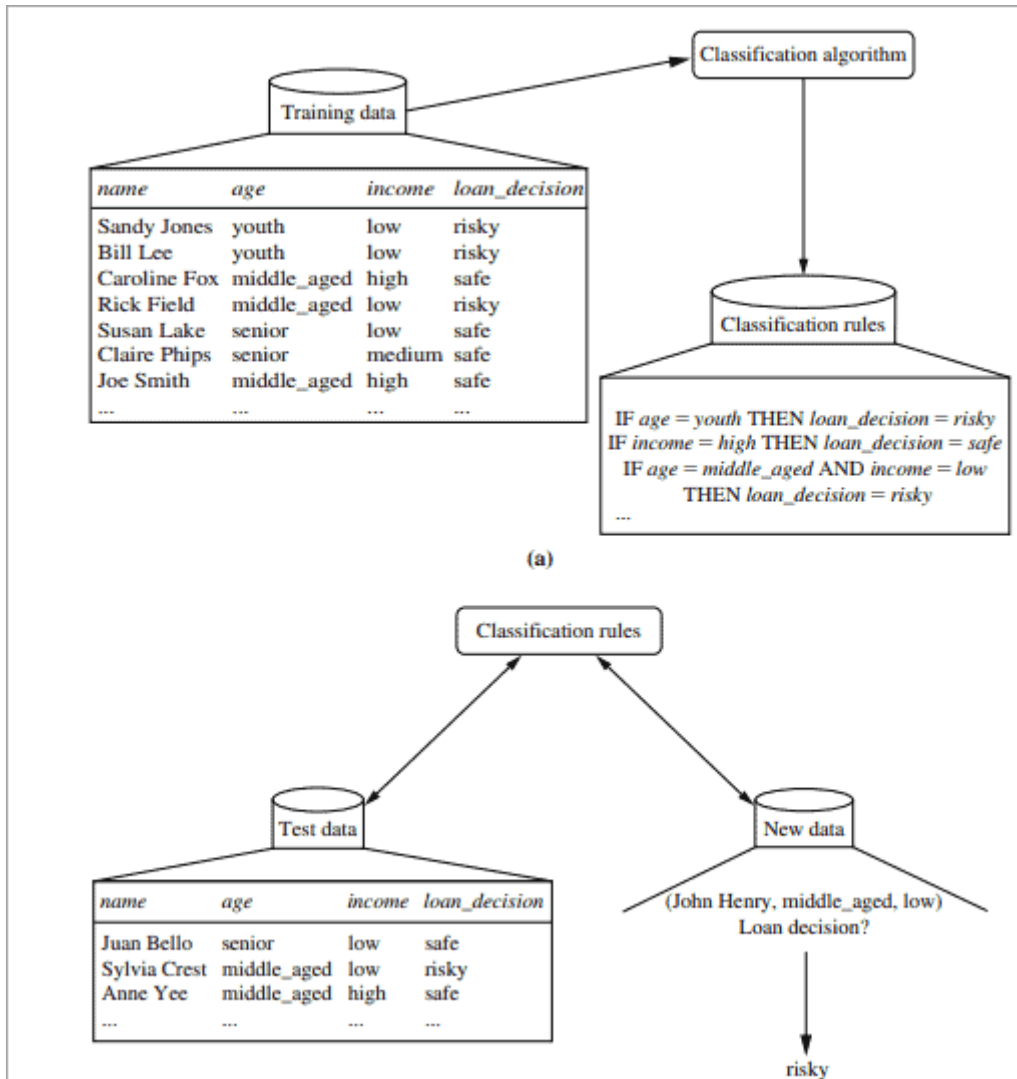 Classification algorithm
Training data
name age income loan_decision
Sandy Jones youth low risky
Bill Lee youth low risky
Caroline Fox middle_aged high safe
Rick Field middle_aged low risky
Susan Lake senior low safe
Claire Phips senior medium safe
Joe Smith middle_aged high safe
... ... ... ...
Classification rules
IF age = youth THEN loan_decision = risky
IF income = high THEN loan_decision = safe
IF age = middle_aged AND income = low
THEN loan_decision = risky
...
(a)
Classification rules
Test data
name age income loan_decision
Juan Bello senior low safe
Sylvia Crest middle_aged low risky
Anne Yee middle_aged high safe
... ... ... ...
New data
(John Henry, middle_aged, low)
Loan decision?
risky